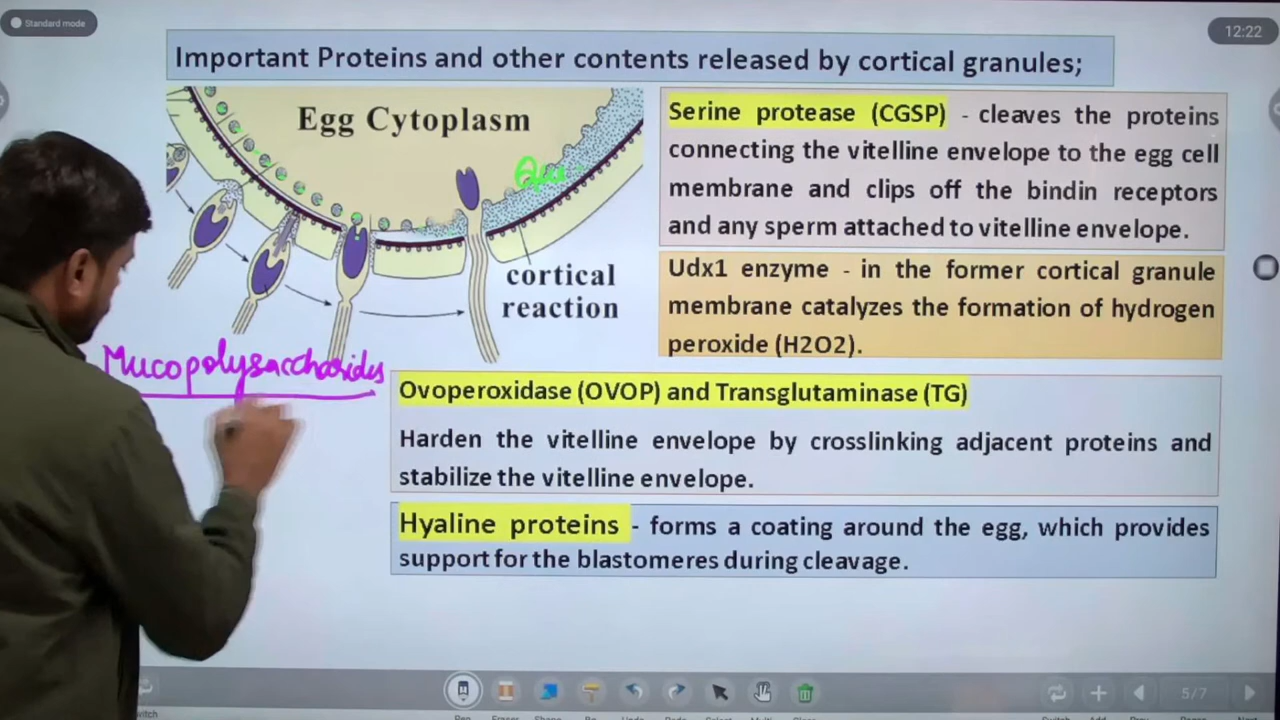 Standard mode
12:22
Important Proteins and other contents released by cortical granules;
Egg Cytoplasm
cortical
reaction
Serine protease (CGSP) - cleaves the proteins
connecting the vitelline envelope to the egg cell
membrane and clips off the bindin receptors
and any sperm attached to vitelline envelope.
Udx1 enzyme - in the former cortical granule
membrane catalyzes the formation of hydrogen
peroxide (H2O2).
Mucopolysaccharides
Ovoperoxidase (OVOP) and Transglutaminase (TG)
Harden the vitelline envelope by crosslinking adjacent proteins and
stabilize the vitelline envelope.
Hyaline proteins - forms a coating around the egg, which provides
support for the blastomeres during cleavage.
5/7